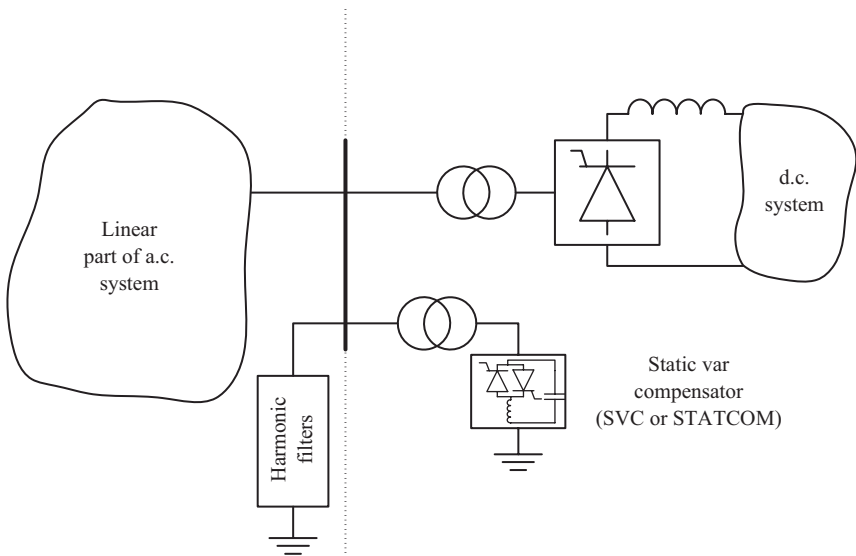 Linear
part of a.c.
system
d.c.
system
Harmonic
filters
Static var
compensator
(SVC or STATCOM)